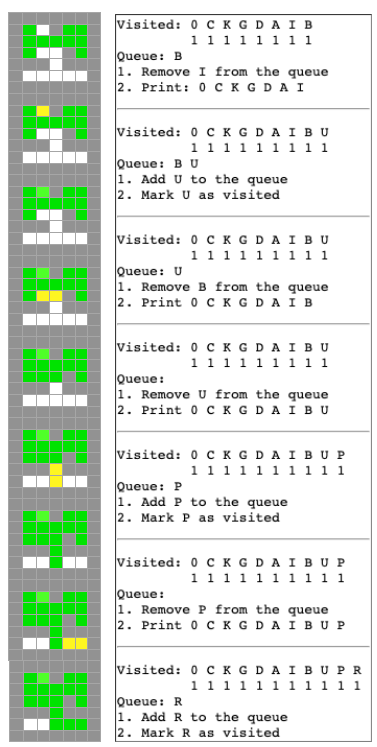 Visited: 0 C K G D A I B
1 1 1 1 1 1 1 1
Queue: B
1. Remove I from the queue
2. Print: 0 C K G D A I
Visited: 0 C K G D A I B U
1 1 1 1 1 1 1 1 1
Queue: B U
1. Add U to the queue
2. Mark U as visited
Visited: 0 C K G D A I B U
1 1 1 1 1 1 1 1 1
Queue: U
1. Remove B from the queue
2. Print 0 C K G D A I B
Visited: 0 C K G D A I B U
1 1 1 1 1 1 1 1 1
Queue:
1. Remove U from the queue
2. Print 0 C K G D A I B U
Visited: 0 C K G D A I B U P
1 1 1 1 1 1 1 1 1 1
Queue: P
1. Add P to the queue
2. Mark P as visited
Visited: 0 C K G D A I B U P
1 1 1 1 1 1 1 1 1 1
Queue:
1. Remove P from the queue
2. Print 0 C K G D A I B U P
Visited: 0 C K G D A I B U P R
1 1 1 1 1 1 1 1 1 1 1
Queue: R
1. Add R to the queue
2. Mark R as visited